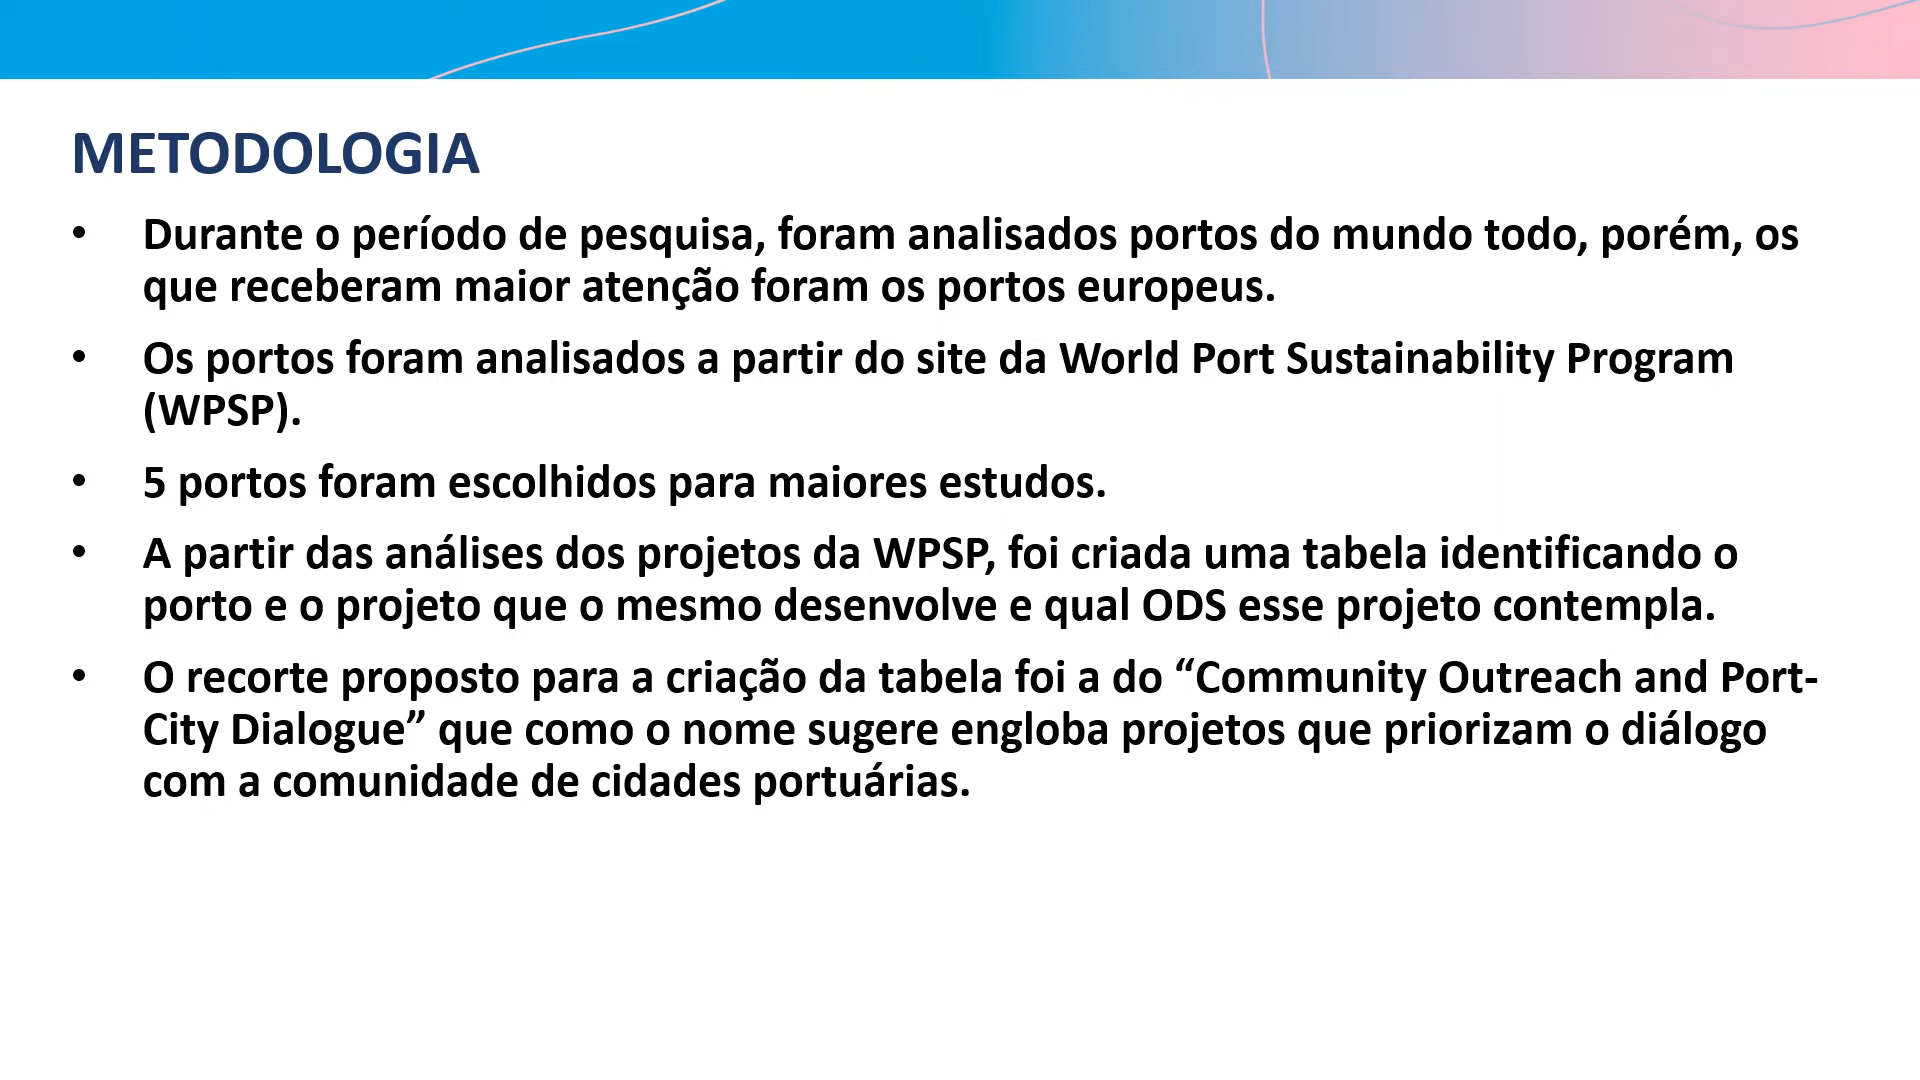 METODOLOGIA
• Durante o período de pesquisa, foram analisados portos do mundo todo, porém, os
que receberam maior atenção foram os portos europeus.
• Os portos foram analisados a partir do site da World Port Sustainability Program
(WPSP).
• 5 portos foram escolhidos para maiores estudos.
• A partir das análises dos projetos da WPSP, foi criada uma tabela identificando o
porto e o projeto que o mesmo desenvolve e qual ODS esse projeto contempla.
• O recorte proposto para a criação da tabela foi a do “Community Outreach and Port-
City Dialogue” que como o nome sugere engloba projetos que priorizam o diálogo
com a comunidade de cidades portuárias.